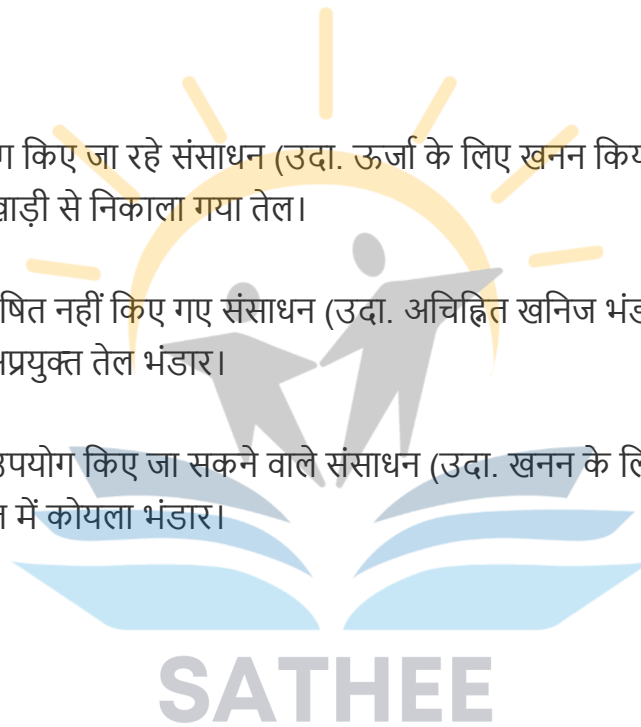 ग किए जा रहे संसाधन (उदा. ऊर्जा के लिए खनन किय
वाड़ी से निकाला गया तेल।
षित नहीं किए गए संसाधन (उदा. अचिह्नित खनिज भंड
प्रयुक्त तेल भंडार।
उपयोग किए जा सकने वाले संसाधन (उदा. खनन के लि
में कोयला भंडार।
SATHEE